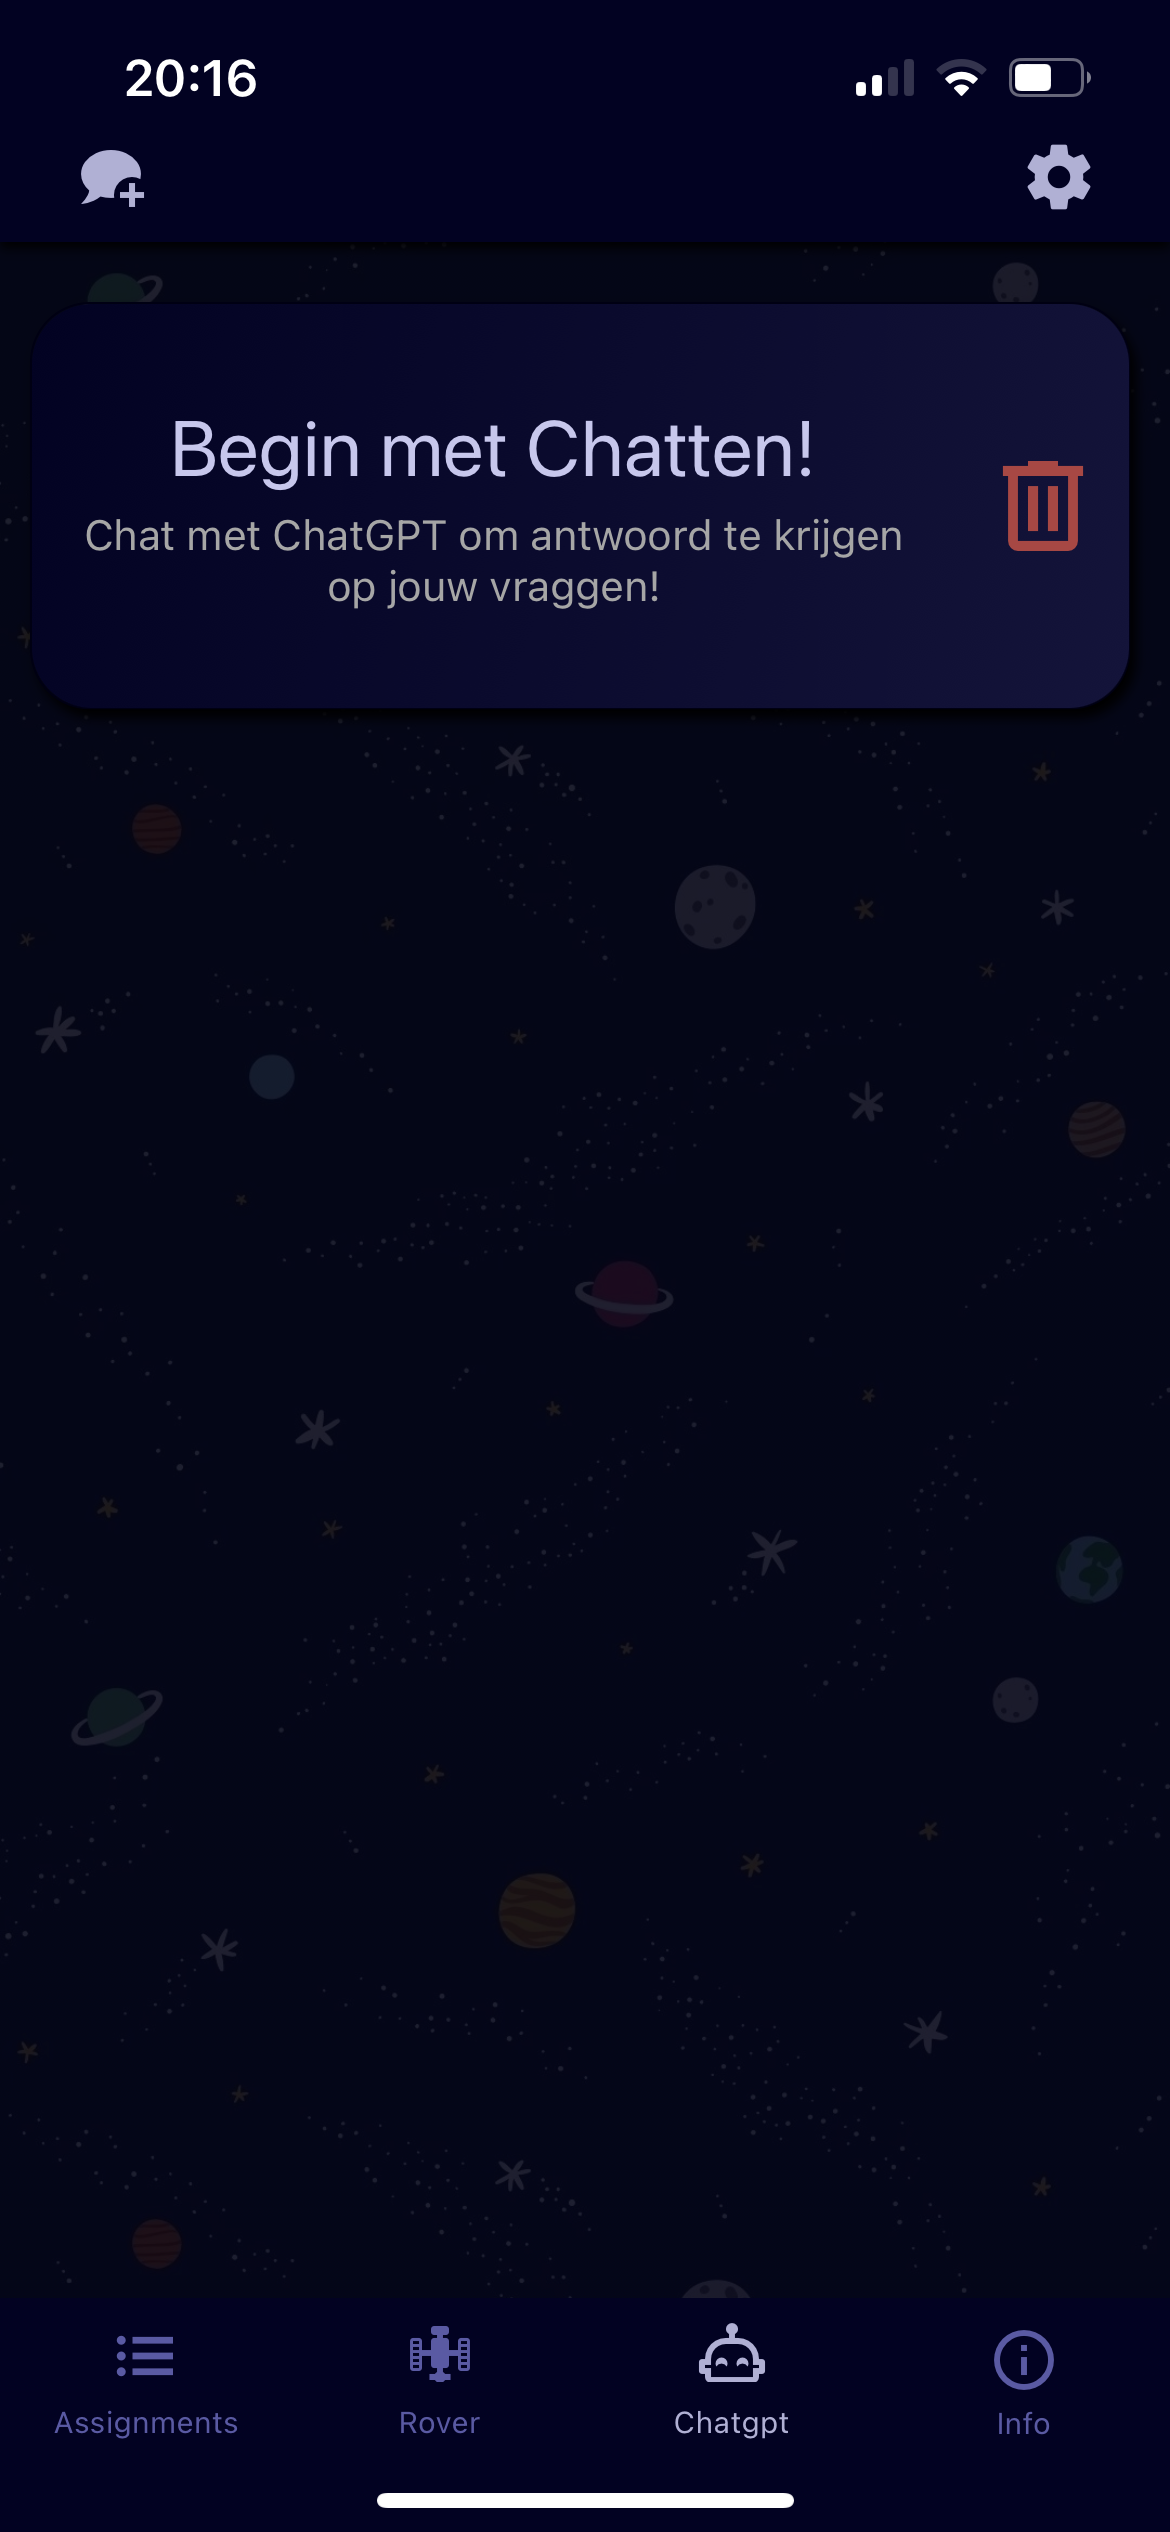 20:16
Begin met Chatten!
Chat met ChatGPT om antwoord te krijgen
op jouw vraggen!
Assignments
Rover
Chatgpt
Info